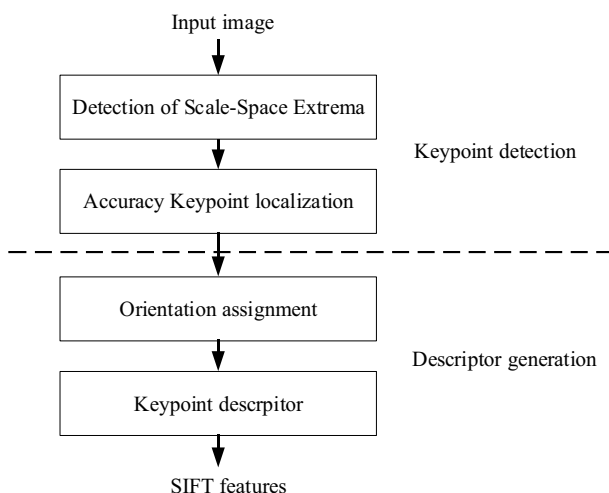 Input image
Detection of Scale-Space Extrema
Keypoint detection
Accuracy Keypoint localization
Orientation assignment
Descriptor generation
Keypoint descrpitor
SIFT features